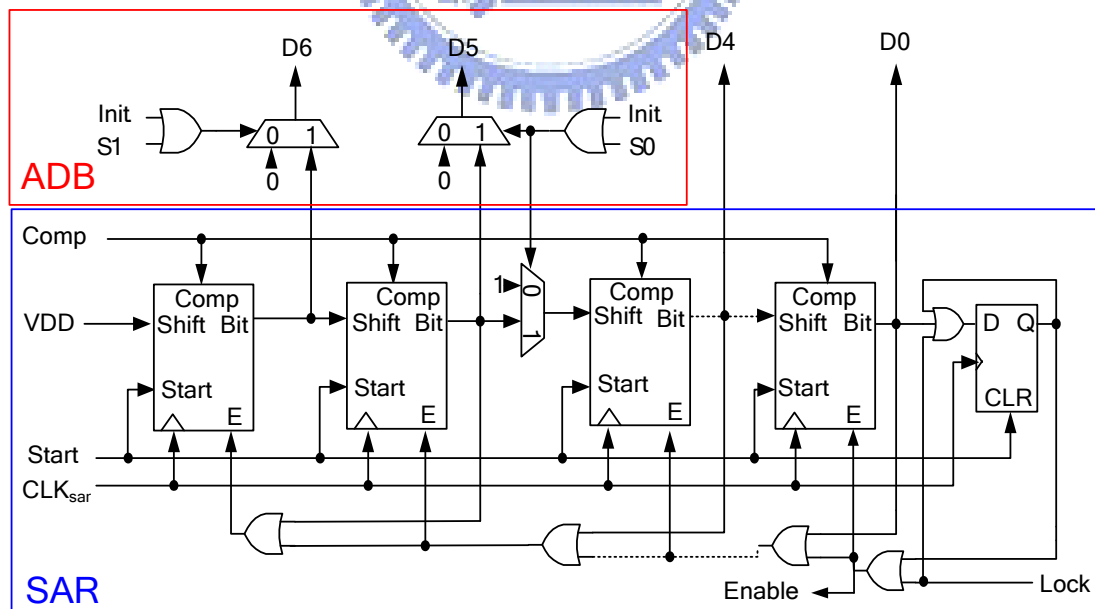 D6
D5
D4
D0
Init
S1
0 1
0
0 1
0
Init
S0
ADB
Comp
VDD
Comp
Shift Bit
Start
E
Comp
Shift Bit
Start
E
1
0
1
Comp
Shift Bit
Start
E
Comp
Shift Bit
Start
E
D Q
CLR
Start
CLKsar
Enable
Lock
SAR